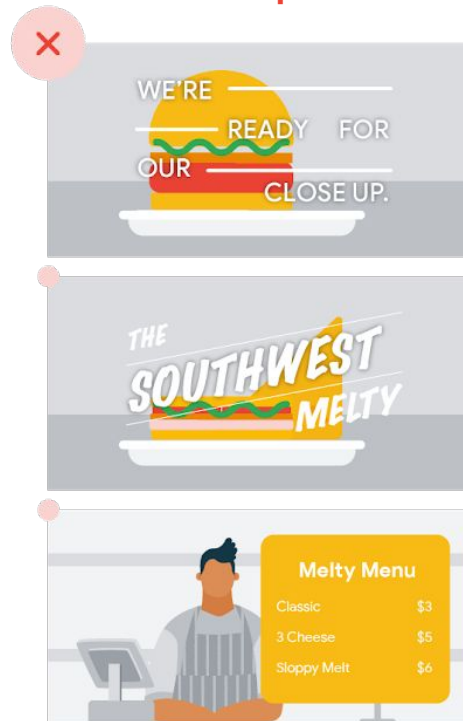 WE'RE
READY FOR
OUR
CLOSE UP.
THE
SOUTHWEST
MELTY
Melty Menu
Classic $3
3 Cheese $5
Sloppy Melt $6